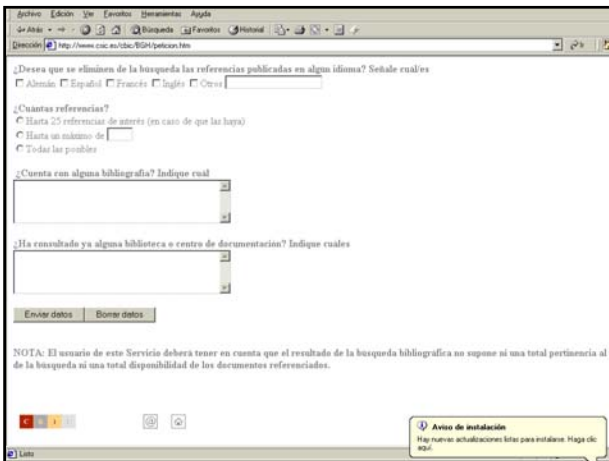 Archivo Edición Ver Favoritos Herramientas Ayuda
Atrás Búsqueda Favoritos Historial
Dirección http://www.csic.es/cbic/BGH/peticion.htm
¿Desea que se eliminen de la busqueda las referencias publicadas en algun idioma? Señale cuál/es
Alemán Español Francés Inglés Otros
¿Cuántas referencias?
Hasta 25 referencias de interés (en caso de que las haya)
Hasta un máximo de
Todas las posibles
¿Cuenta con alguna bibliografía? Indique cuál
¿Ha consultado ya alguna biblioteca o centro de documentación? Indique cuáles
Enviar datos Borrar datos
NOTA: El usuario de este Servicio deberá tener en cuenta que el resultado de la búsqueda bibliográfica no supone ni una total pertinencia al
de la búsqueda ni una total disponibilidad de los documentos referenciados.
Aviso de instalación
Hay nuevas actualizaciones listas para instalarse. Haga clic
aquí.
Listo